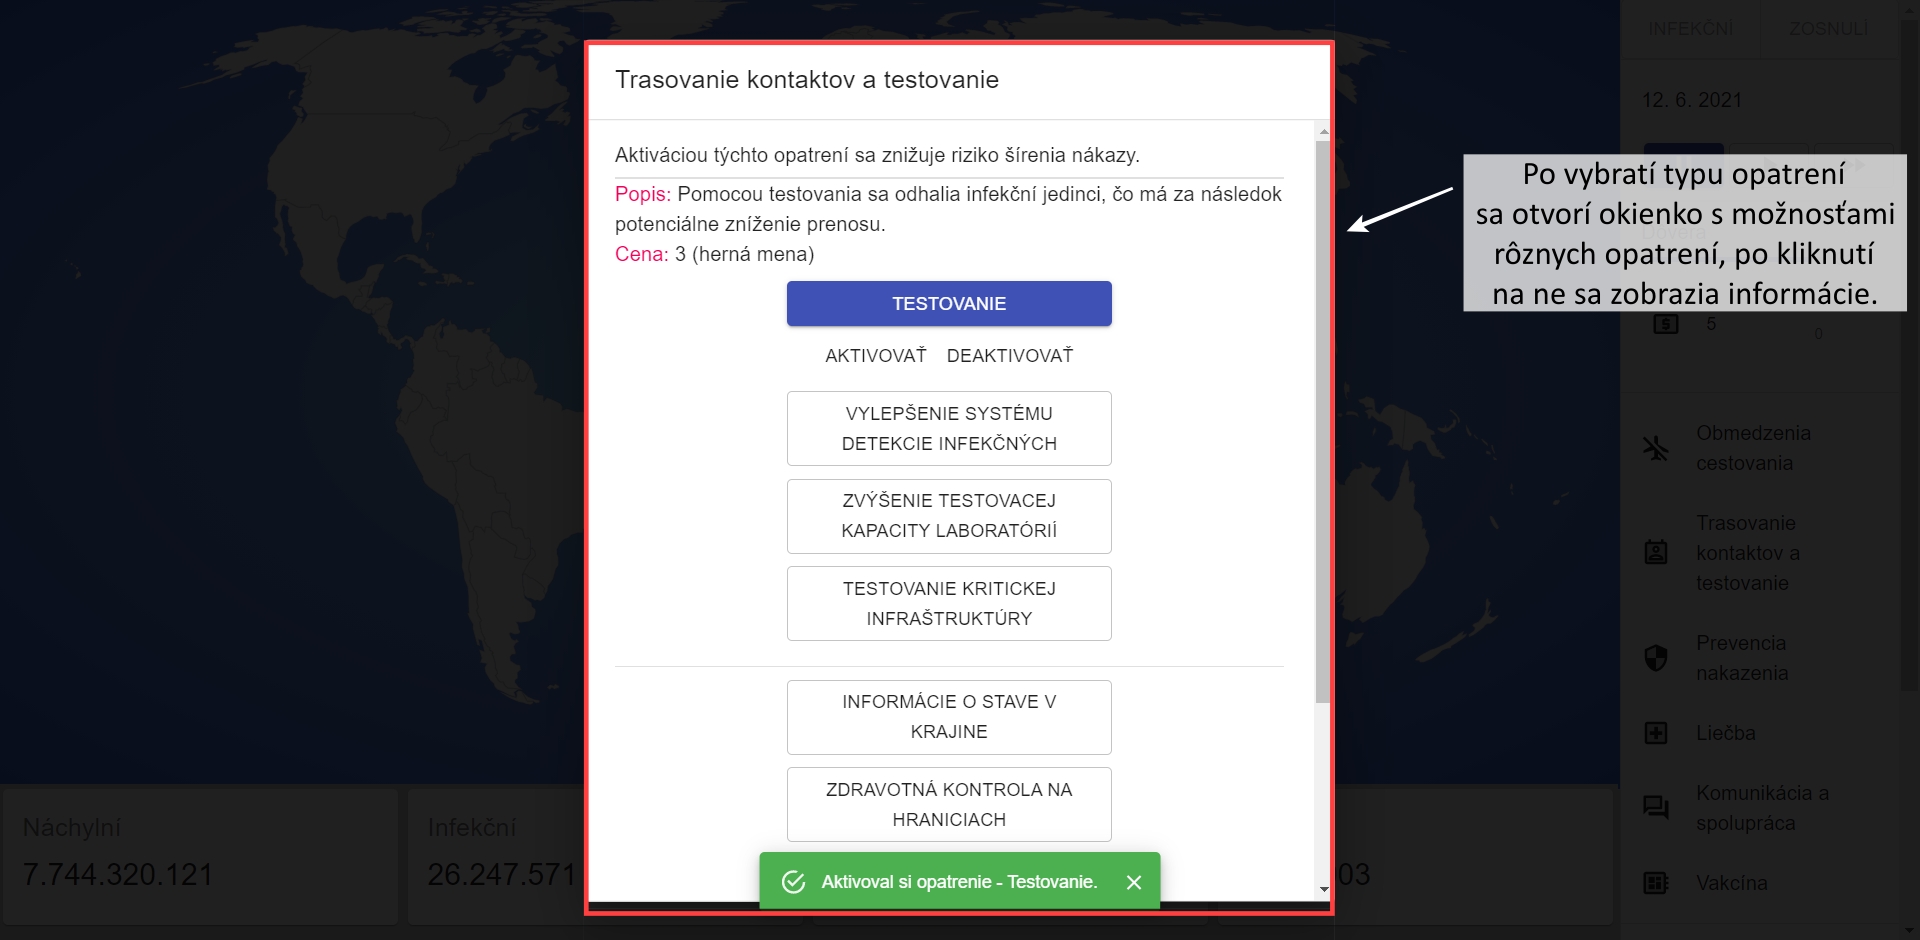 Trasovanie kontaktov a testovanie
Aktiváciou týchto opatrení sa znižuje riziko šírenia nákazy.
Popis: Pomocou testovania sa odhalia infekční jedinci, čo má za následok
potenciálne zníženie prenosu.
Cena: 3 (herná mena)
TESTOVANIE
AKTIVOVAŤ DEAKTIVOVAŤ
VYLEPŠENIE SYSTÉMU
DETEKCIE INFEKČNÝCH
ZVÝŠENIE TESTOVACEJ
KAPACITY LABORATÓRIÍ
TESTOVANIE KRITICKEJ
INFRAŠTRUKTÚRY
INFORMÁCIE O STAVE V
KRAJINE
ZDRAVOTNÁ KONTROLA NA
HRANICIACH
Aktivoval si opatrenie - Testovanie.
INFEKČNÍ ZOSNULÍ
12. 6. 2021
Po vybratí typu opatrení
sa otvorí okienko s možnosťami
rôznych opatrení, po kliknutí
na ne sa zobrazia informácie.
5
0
Obmedzenia
cestovania
Trasovanie
kontaktov a
testovanie
Prevencia
nakazenia
Liečba
Komunikácia a
spolupráca
Vakcína
Náchylní
7.744.320.121
Infekční
26.247.571
03